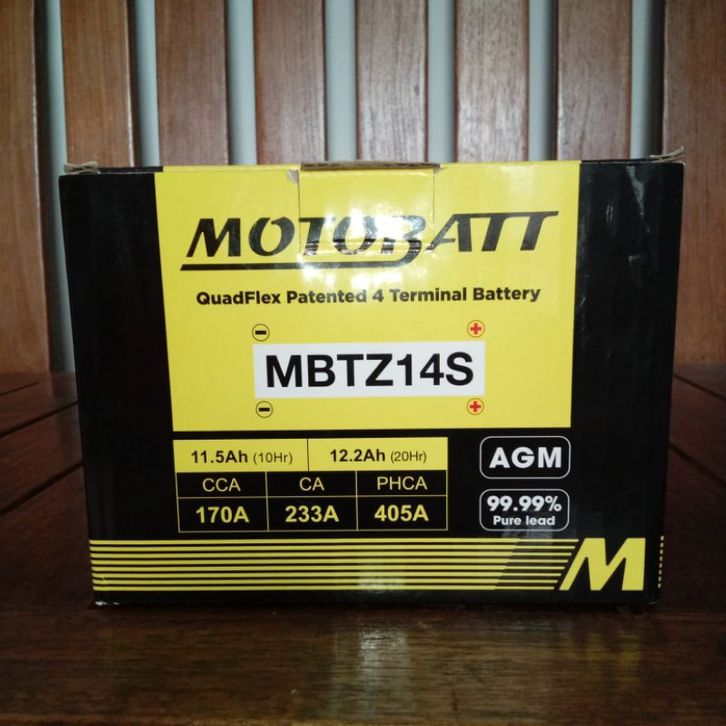 MOTOBATT
QuadFlex Patented 4 Terminal Battery
- +
MBTZ14S
- +
11.5Ah (10Hr) 12.2Ah (20Hr)
CCA CA PHCA
170A 233A 405A
AGM
99.99%
Pure lead
M